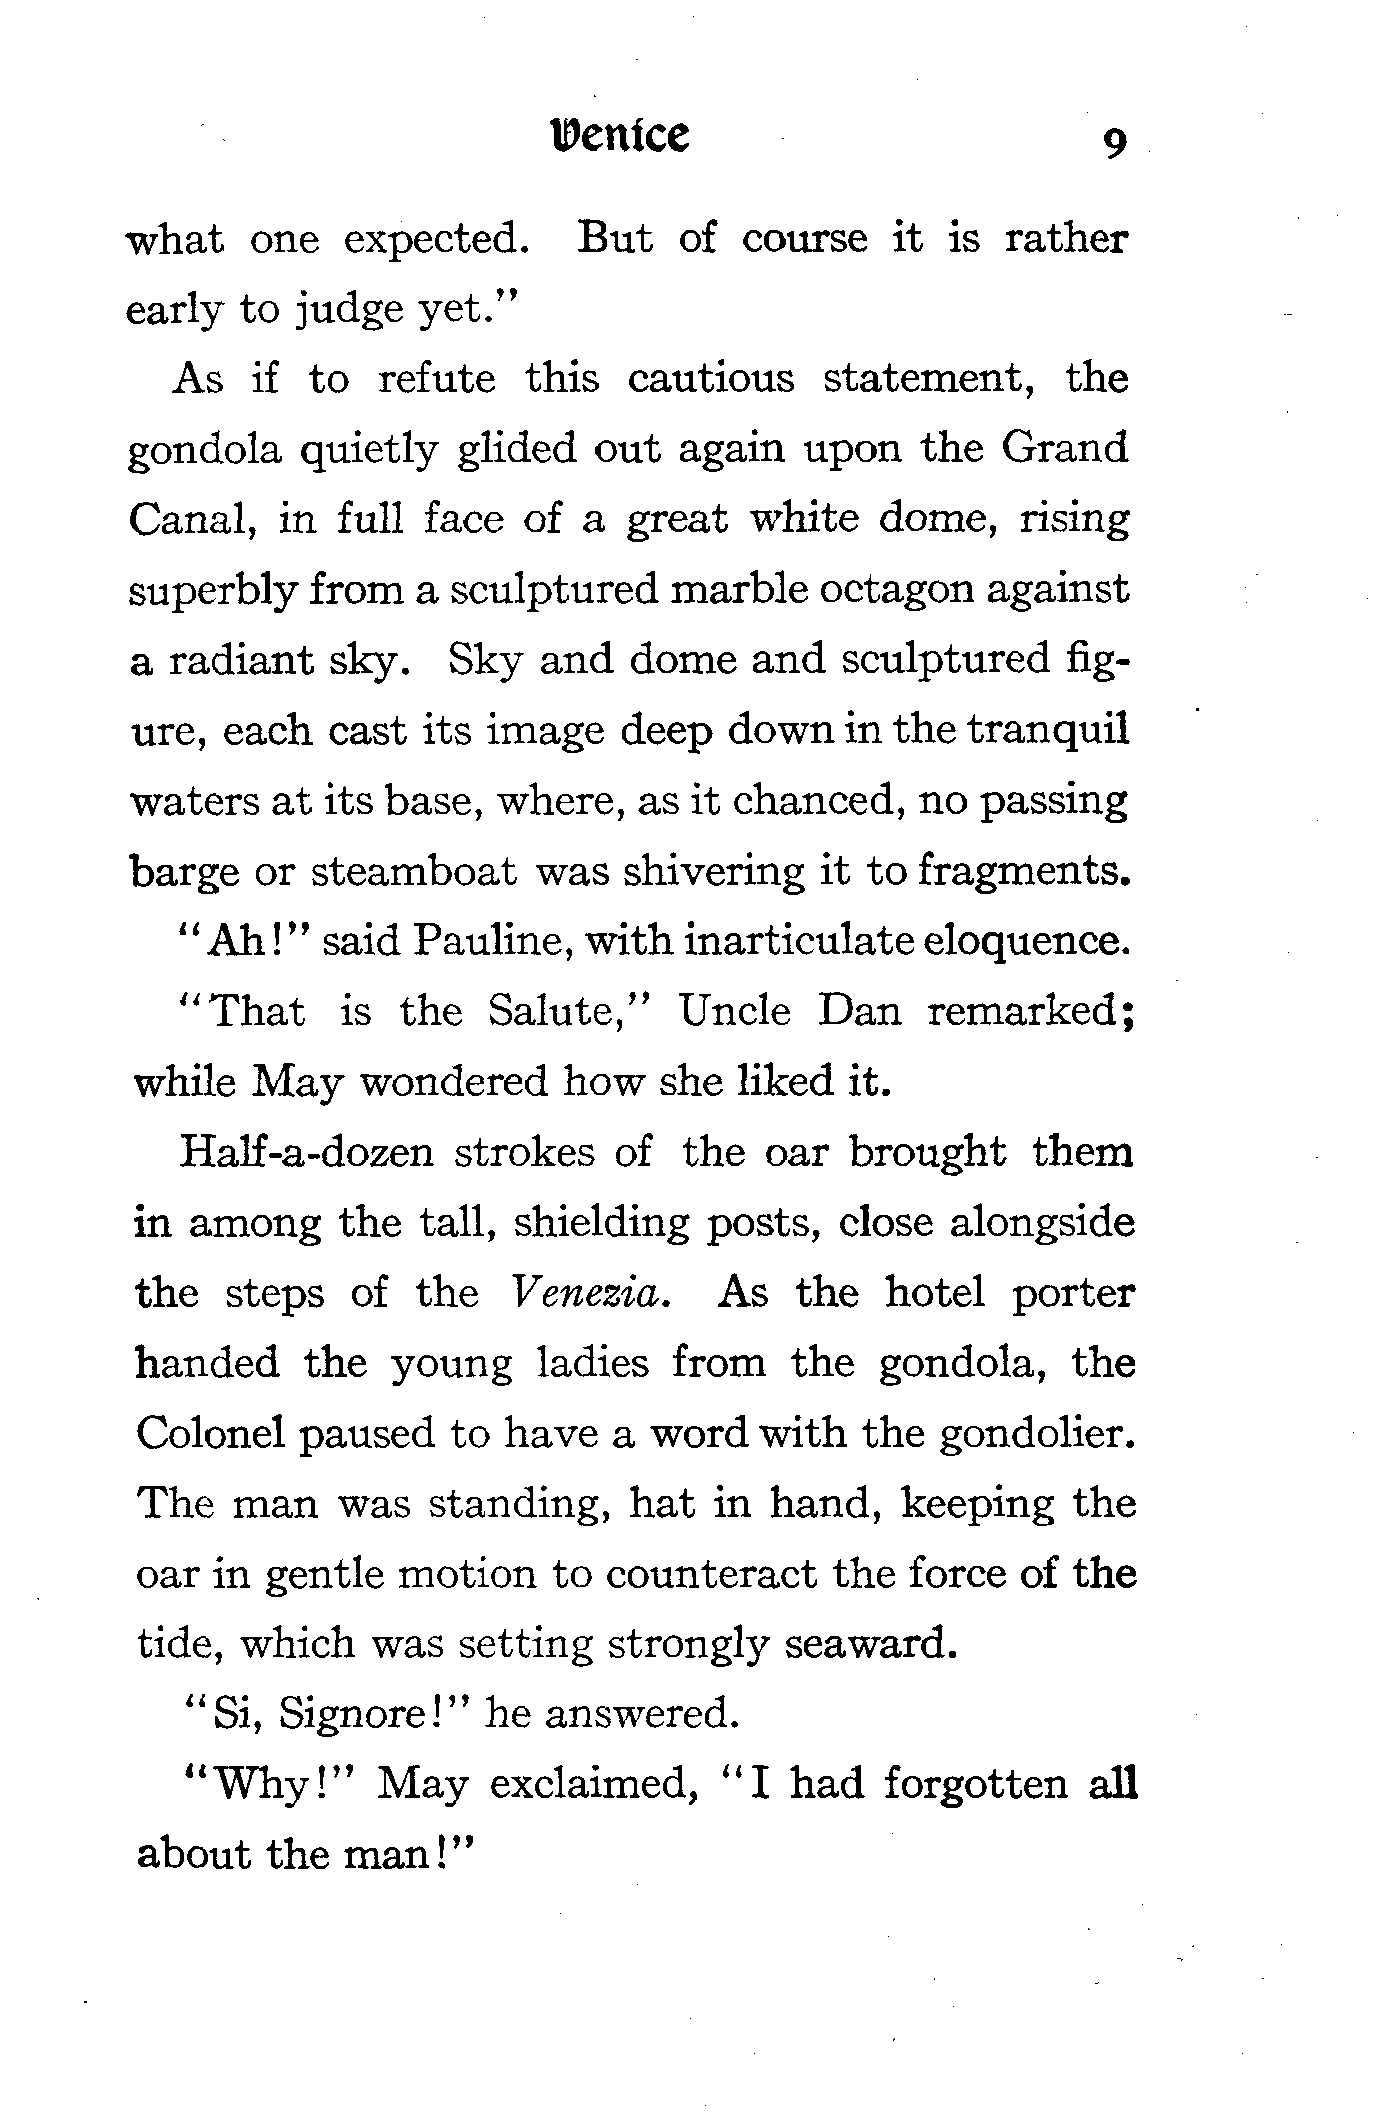 Venice 9
what one expected. But of course it is rather
early to judge yet."
As if to refute this cautious statement, the
gondola quietly glided out again upon the Grand
Canal, in full face of a great white dome, rising
superbly from a sculptured marble octagon against
a radiant sky. Sky and dome and sculptured fig-
ure, each cast its image deep down in the tranquil
waters at its base, where, as it chanced, no passing
barge or steamboat was shivering it to fragments.
"Ah!" said Pauline, with inarticulate eloquence.
"That is the Salute," Uncle Dan remarked;
while May wondered how she liked it.
Half-a-dozen strokes of the oar brought them
in among the tall, shielding posts, close alongside
the steps of the Venezia. As the hotel porter
handed the young ladies from the gondola, the
Colonel paused to have a word with the gondolier.
The man was standing, hat in hand, keeping the
oar in gentle motion to counteract the force of the
tide, which was setting strongly seaward.
"Si, Signore!" he answered.
"Why!" May exclaimed, "I had forgotten all
about the man!"